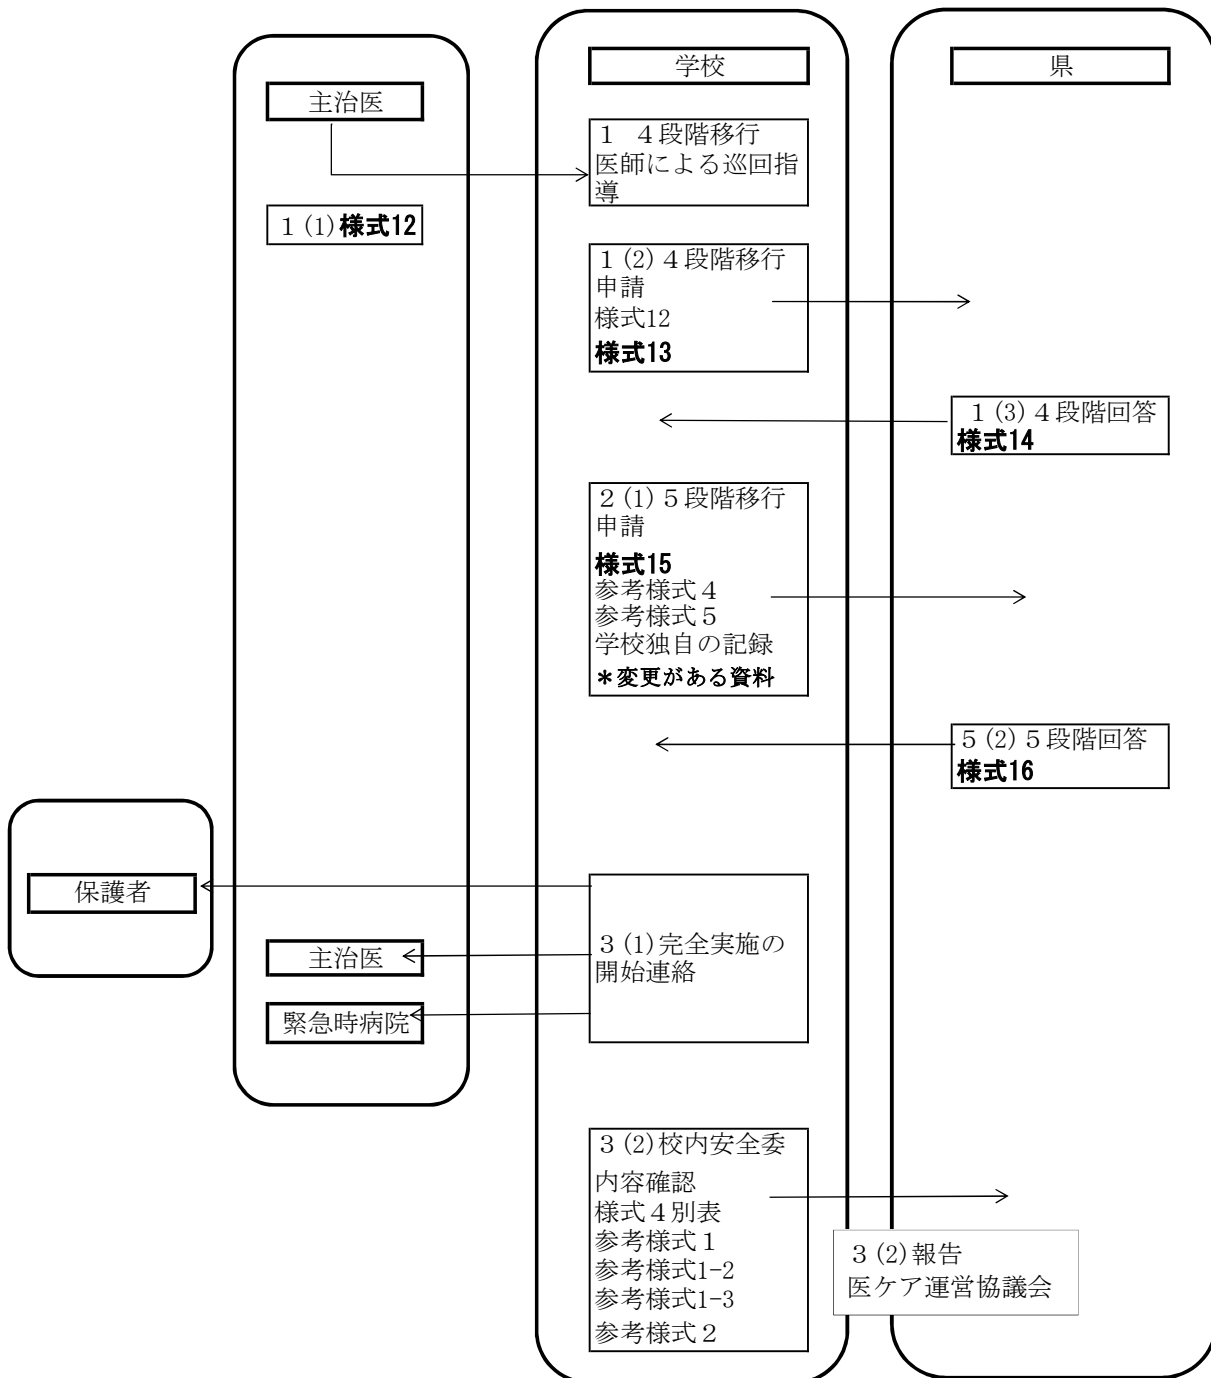 学校
県
主治医
１　４段階移行
医師による巡回指
導
１(1)様式12
１(2)４段階移行
申請
様式12
様式13
１(3)４段階回答
様式14
２(1)５段階移行
申請
様式15
参考様式４
参考様式５
学校独自の記録
＊変更がある資料
５(2)５段階回答
様式16
保護者
３(1)完全実施の
開始連絡
主治医
緊急時病院
３(2)校内安全委
内容確認
様式４別表
参考様式１
参考様式1-2
参考様式1-3
参考様式２
３(2)報告
医ケア運営協議会